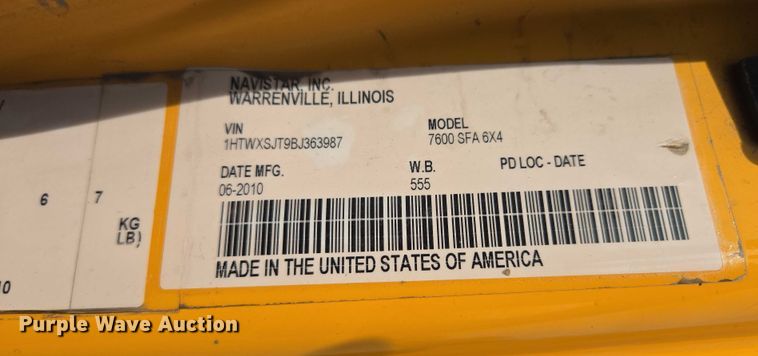 NAVISTAR, INC.
WARRENVILLE, ILLINOIS
VIN MODEL
1HTWXSJT9BJ363987 7600 SFA 6X4
DATE MFG. W.B. PD LOC - DATE
06-2010 555
6 7
KG
LB)
MADE IN THE UNITED STATES OF AMERICA
Purple Wave Auction